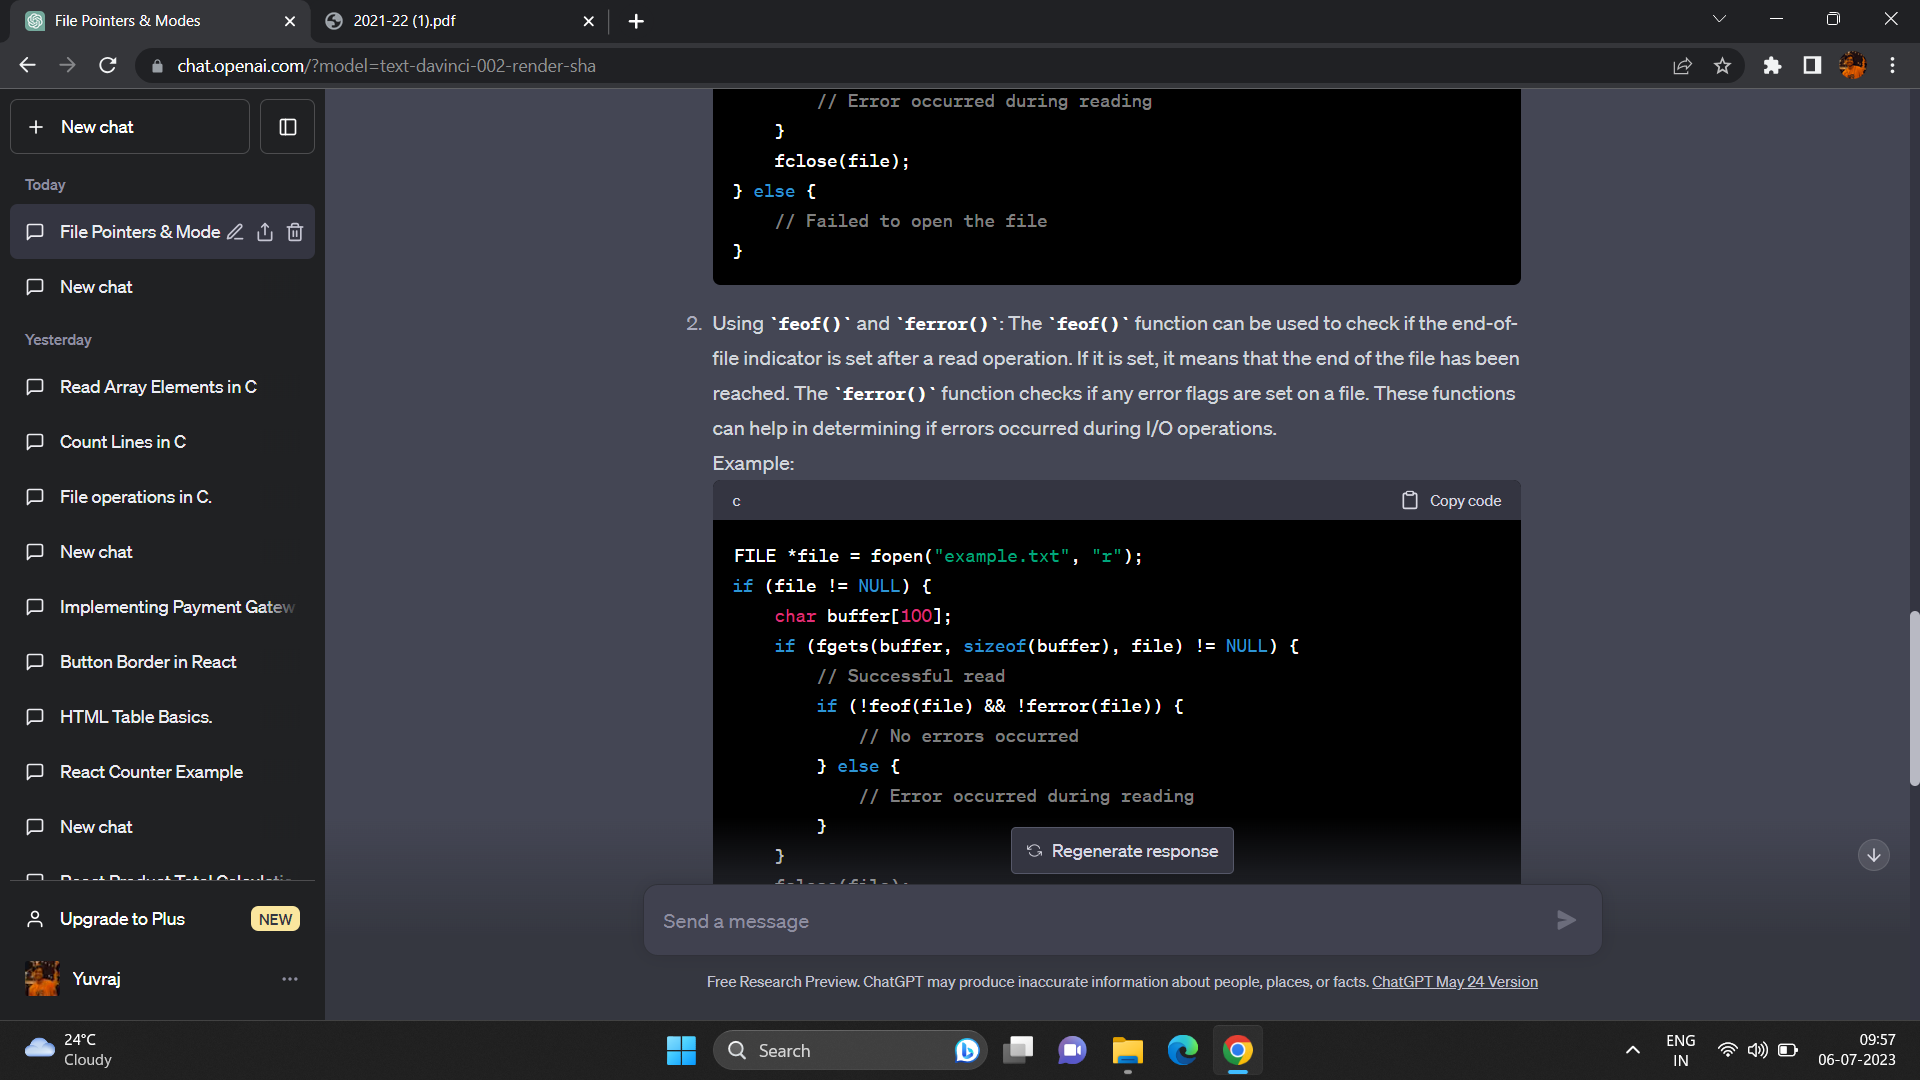 File Pointers & Modes
2021-22 (1).pdf
chat.openai.com/?model=text-davinci-002-render-sha
New chat
Today
File Pointers & Mode
New chat
Yesterday
Read Array Elements in C
Count Lines in C
File operations in C.
New chat
Implementing Payment Gatew
Button Border in React
HTML Table Basics.
React Counter Example
New chat
React Product Total Calculatio
Upgrade to Plus
NEW
Yuvraj
// Error occurred during reading
}
fclose(file);
} else {
// Failed to open the file
}
2. Using `feof()` and `ferror()`: The `feof()` function can be used to check if the end-of-
file indicator is set after a read operation. If it is set, it means that the end of the file has been
reached. The `ferror()` function checks if any error flags are set on a file. These functions
can help in determining if errors occurred during I/O operations.
Example:
c
Copy code
FILE *file = fopen("example.txt", "r");
if (file != NULL) {
char buffer[100];
if (fgets(buffer, sizeof(buffer), file) != NULL) {
// Successful read
if (!feof(file) && !ferror(file)) {
// No errors occurred
} else {
// Error occurred during reading
}
}
fclose(file);
Regenerate response
Send a message
Free Research Preview. ChatGPT may produce inaccurate information about people, places, or facts. ChatGPT May 24 Version
24°C
Cloudy
Search
ENG
IN
09:57
06-07-2023